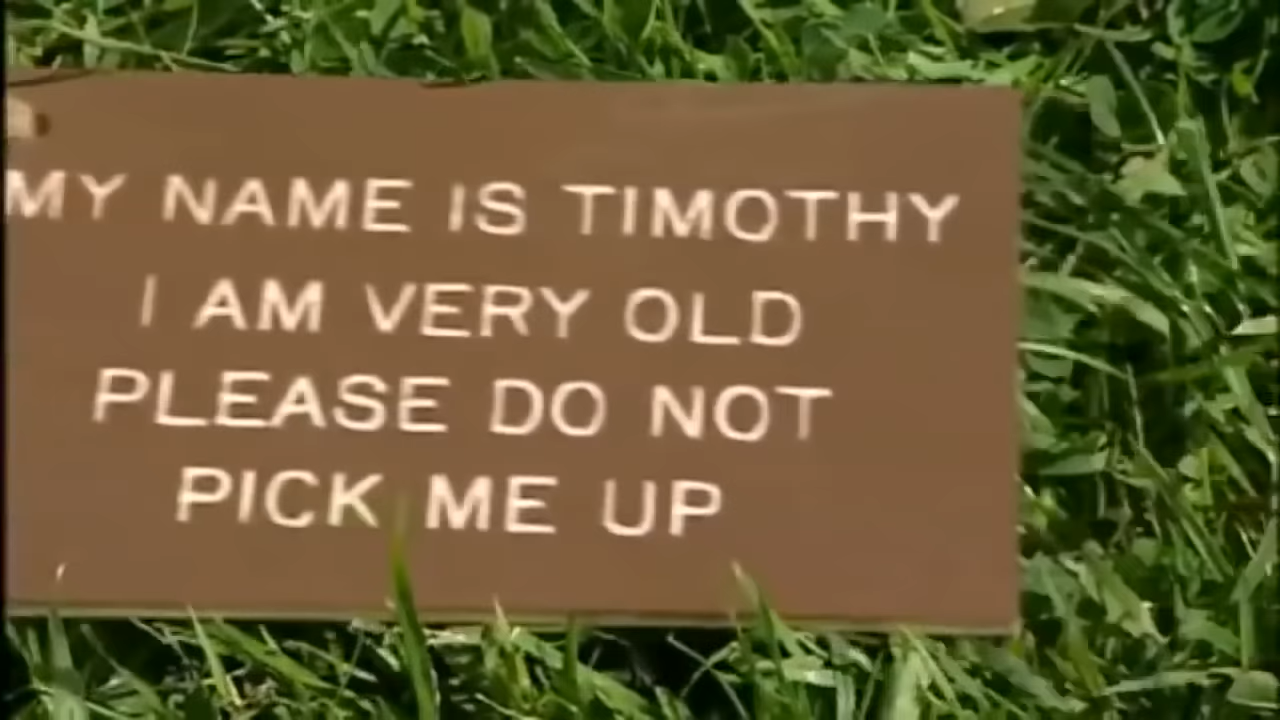 MY NAME IS TIMOTHY
I AM VERY OLD
PLEASE DO NOT
PICK ME UP